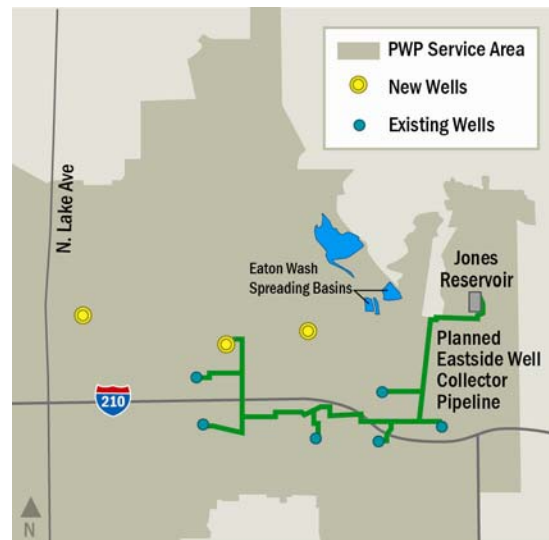 PWP Service Area
New Wells
Existing Wells
N. Lake Ave
Eaton Wash
Spreading Basins
Jones
Reservoir
Planned
Eastside Well
Collector
Pipeline
210
N